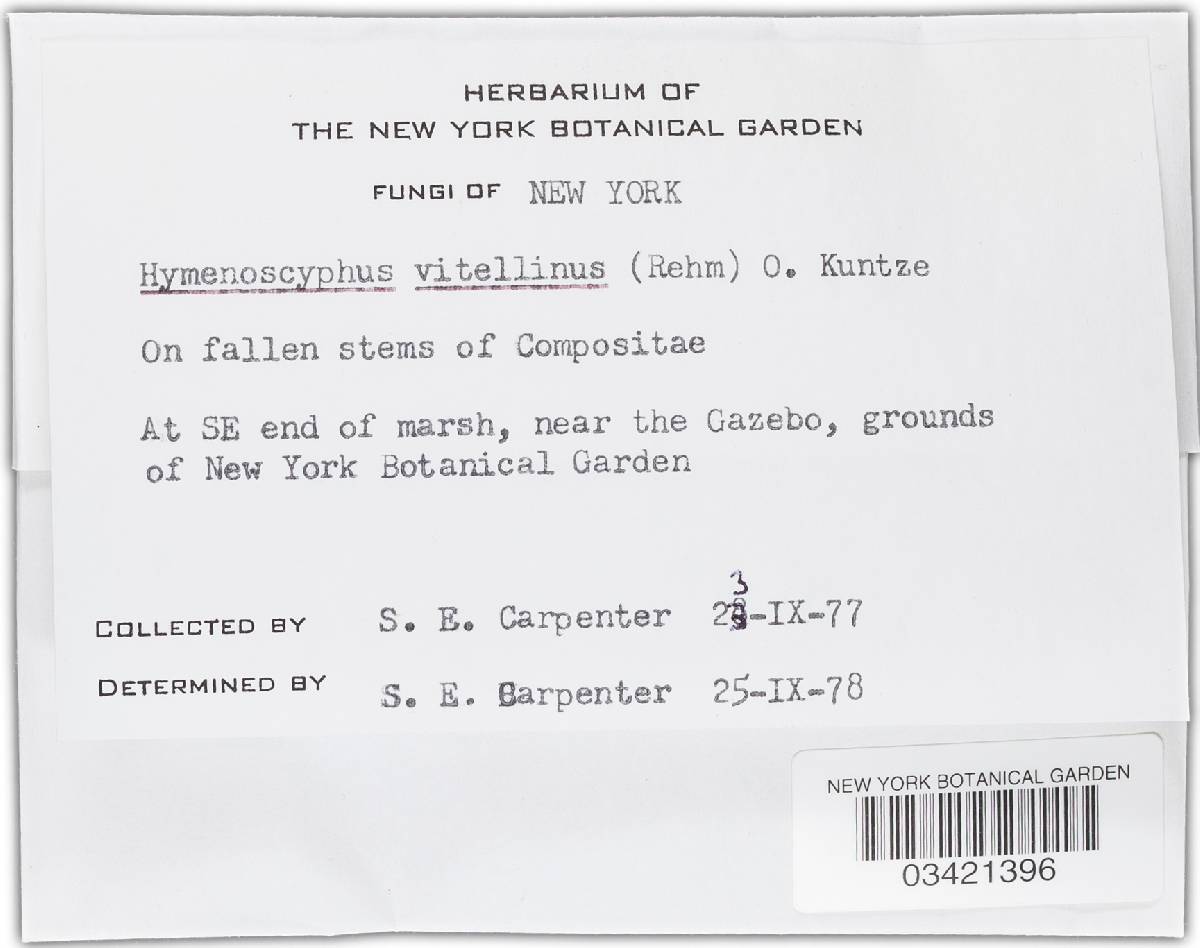 HERBARIUM OF
THE NEW YORK BOTANICAL GARDEN
FUNGI OF NEW YORK
Hymenoscyphus vitellinus (Rehm) O. Kuntze
On fallen stems of Compositae
At SE end of marsh, near the Gazebo, grounds
of New York Botanical Garden
COLLECTED BY S. E. Carpenter 23-IX-77
DETERMINED BY S. E. Carpenter 25-IX-78
NEW YORK BOTANICAL GARDEN
03421396